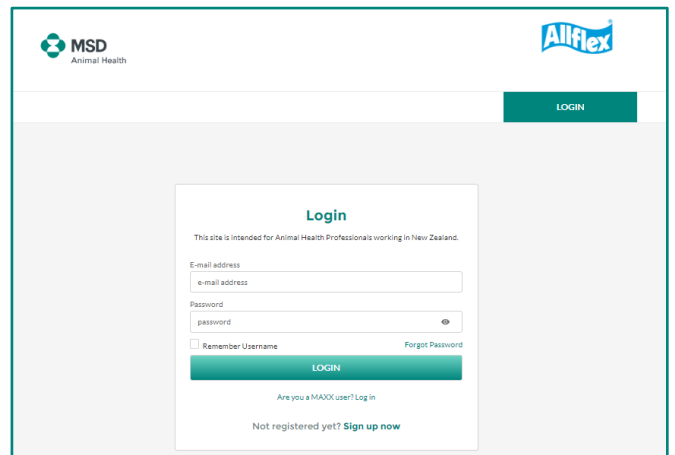 MSD
Animal Health
Allflex
LOGIN
Login
This site is intended for Animal Health Professionals working in New Zealand.
E-mail address
e-mail address
Password
password
Remember Username
Forgot Password
LOGIN
Are you a MAXX user? Log in
Not registered yet? Sign up now